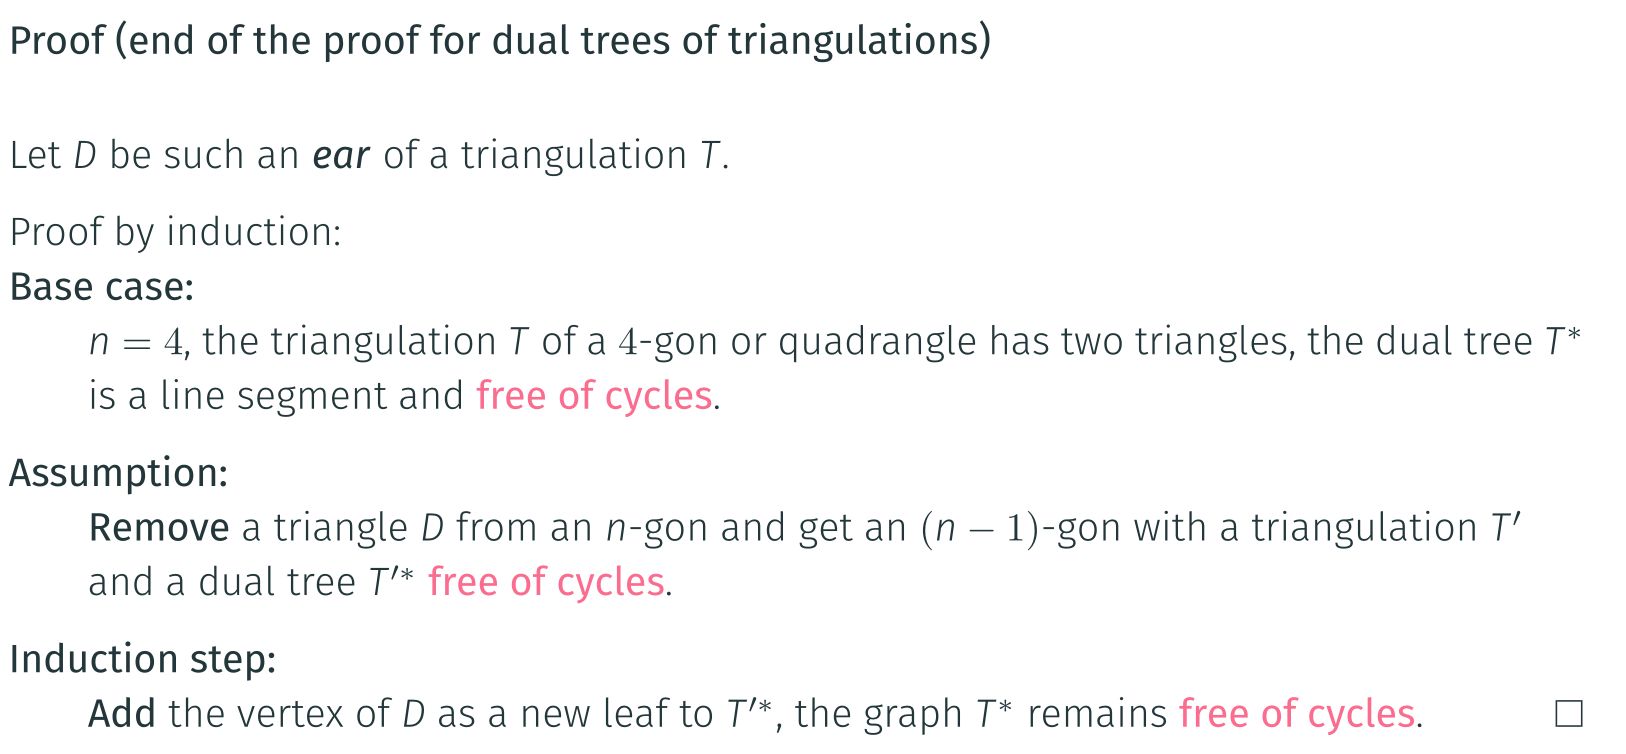 Proof (end of the proof for dual trees of triangulations)
Let D be such an ear of a triangulation T.
Proof by induction:
Base case:
n = 4, the triangulation T of a 4-gon or quadrangle has two triangles, the dual tree T*
is a line segment and free of cycles.
Assumption:
Remove a triangle D from an n-gon and get an (n − 1)-gon with a triangulation T′
and a dual tree T′* free of cycles.
Induction step:
Add the vertex of D as a new leaf to T′*, the graph T* remains free of cycles. □